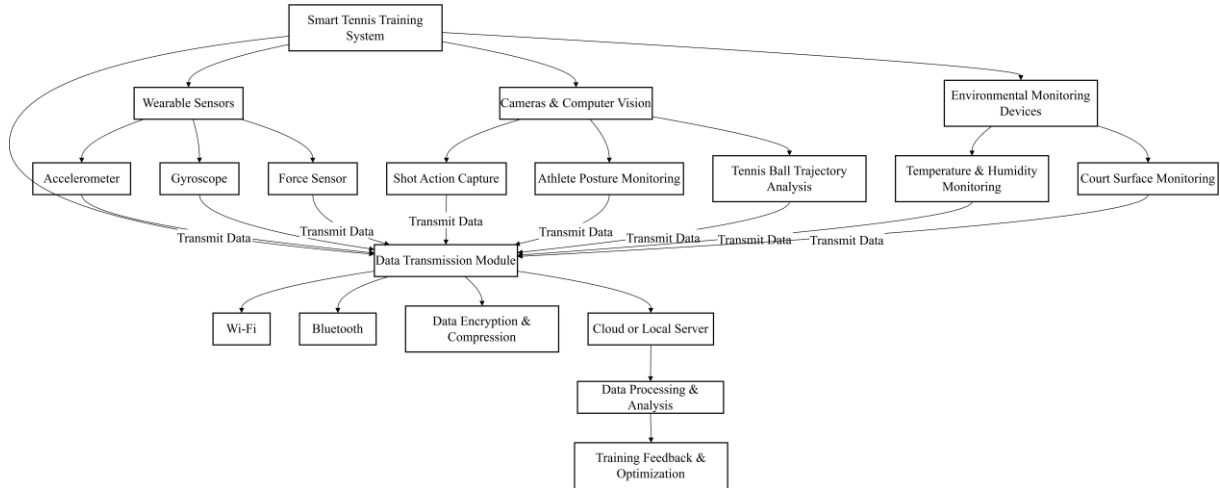 Smart Tennis Training
System
Wearable Sensors
Cameras & Computer Vision
Environmental Monitoring
Devices
Accelerometer
Gyroscope
Force Sensor
Shot Action Capture
Athlete Posture Monitoring
Tennis Ball Trajectory
Analysis
Temperature & Humidity
Monitoring
Court Surface Monitoring
Transmit Data
Transmit Data
Transmit Data
Transmit Data
Transmit Data
Transmit Data
Transmit Data
Data Transmission Module
Wi-Fi
Bluetooth
Data Encryption &
Compression
Cloud or Local Server
Data Processing &
Analysis
Training Feedback &
Optimization